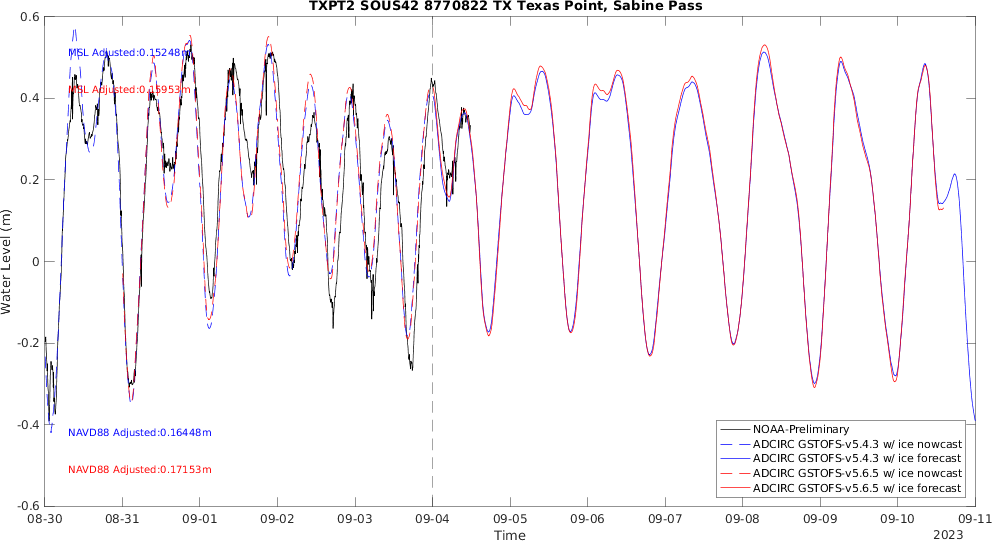 TXPT2 SOUS42 8770822 TX Texas Point, Sabine Pass
0.6
0.4
0.2
0
-0.2
-0.4
-0.6
Water Level (m)
MSL Adjusted:0.15248m
MSL Adjusted:0.15953m
NAVD88 Adjusted:0.16448m
NAVD88 Adjusted:0.17153m
NOAA-Preliminary
ADCIRC GSTOFS-v5.4.3 w/ ice nowcast
ADCIRC GSTOFS-v5.4.3 w/ ice forecast
ADCIRC GSTOFS-v5.6.5 w/ ice nowcast
ADCIRC GSTOFS-v5.6.5 w/ ice forecast
08-30 08-31 09-01 09-02 09-03 09-04 09-05 09-06 09-07 09-08 09-09 09-10 09-11
Time
2023